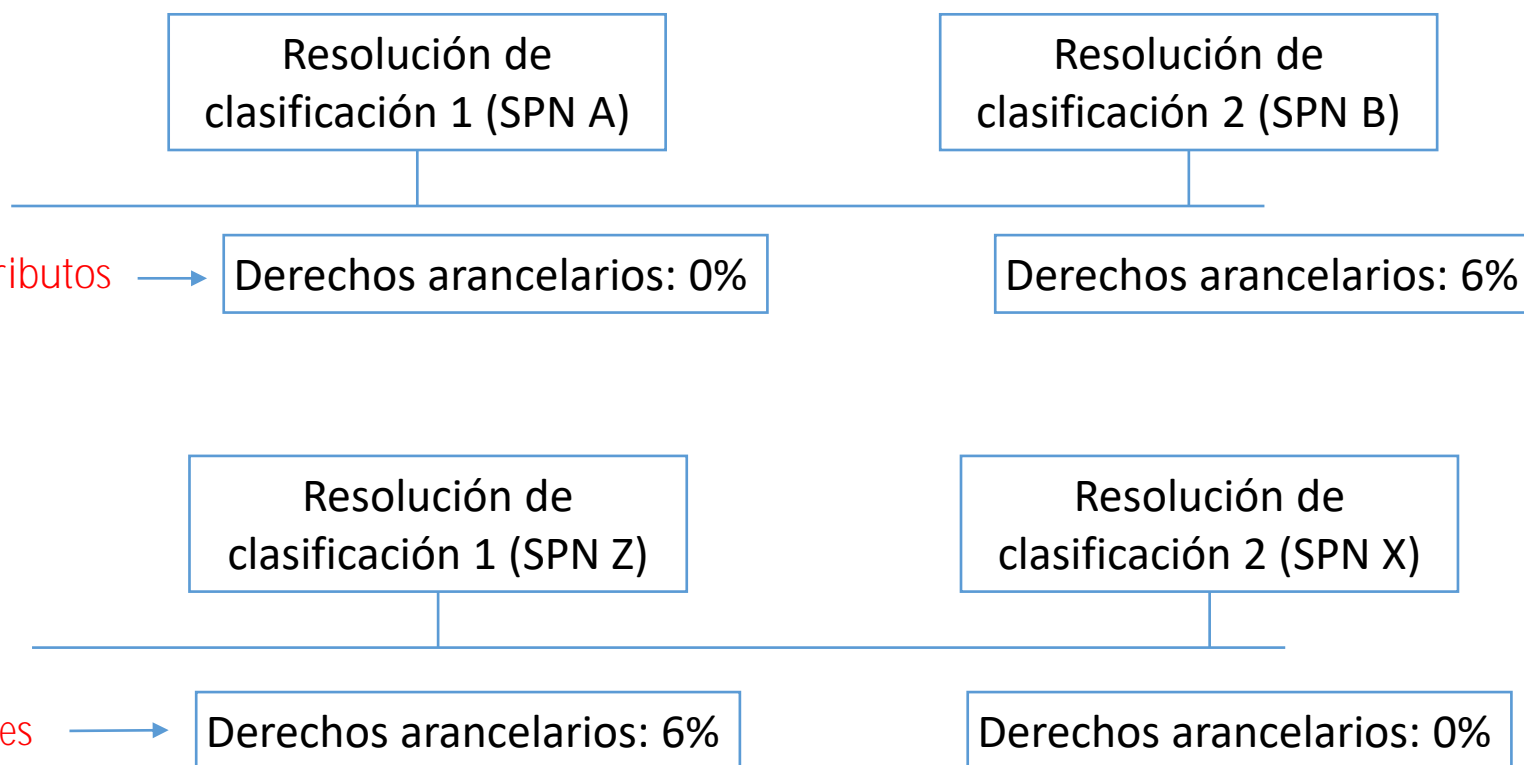 Resolución de
clasificación 1 (SPN A)
Resolución de
clasificación 2 (SPN B)
ributos
Derechos arancelarios: 0%
Derechos arancelarios: 6%
Resolución de
clasificación 1 (SPN Z)
Resolución de
clasificación 2 (SPN X)
es
Derechos arancelarios: 6%
Derechos arancelarios: 0%